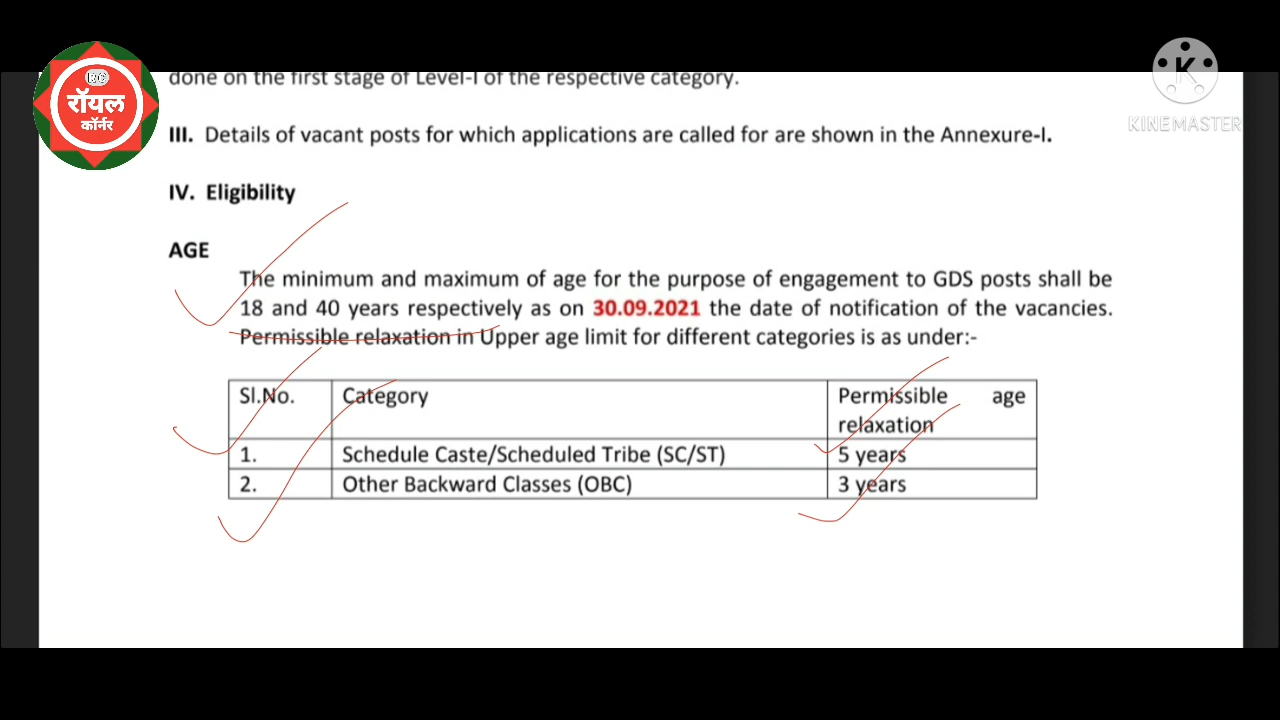 RC
रॉयल
कॉर्नर
K
KINEMASTER
done on the first stage of Level-I of the respective category.
III. Details of vacant posts for which applications are called for are shown in the Annexure-I.
IV. Eligibility
AGE
The minimum and maximum of age for the purpose of engagement to GDS posts shall be
18 and 40 years respectively as on 30.09.2021 the date of notification of the vacancies.
Permissible relaxation in Upper age limit for different categories is as under:-
Sl.No. Category Permissible age
relaxation
1. Schedule Caste/Scheduled Tribe (SC/ST) 5 years
2. Other Backward Classes (OBC) 3 years